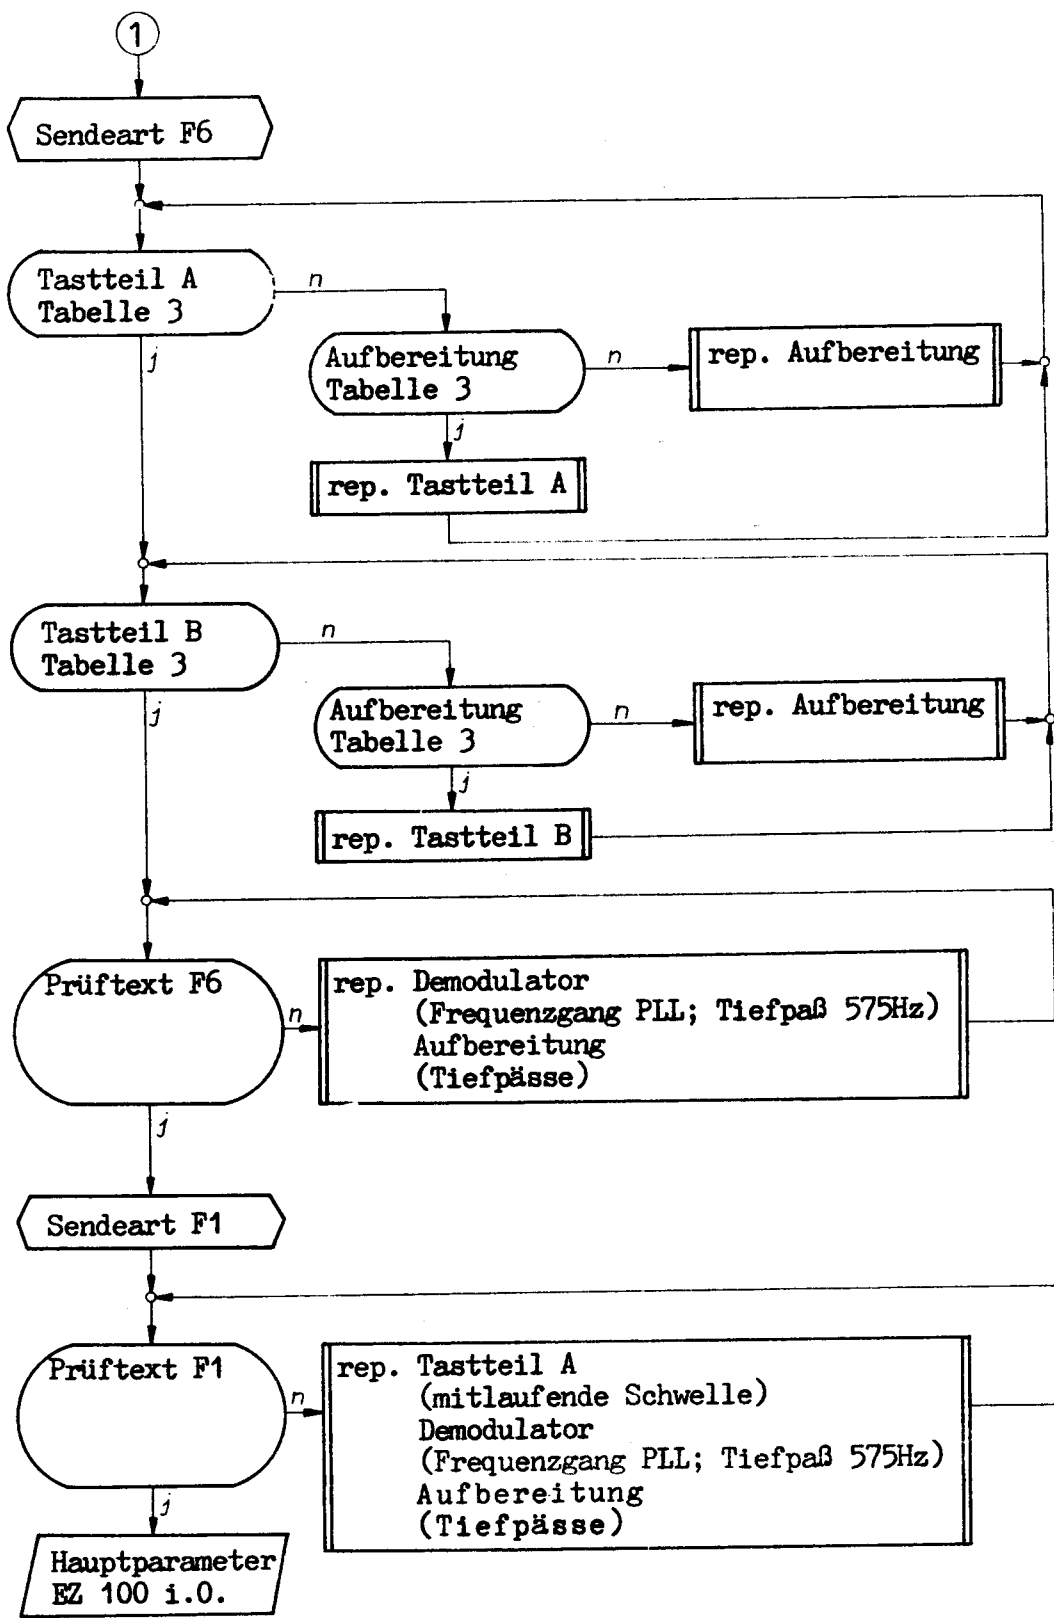 1
Sendeart F6
Tastteil A
Tabelle 3
n
j
Aufbereitung
Tabelle 3
n
rep. Aufbereitung
j
rep. Tastteil A
Tastteil B
Tabelle 3
n
j
Aufbereitung
Tabelle 3
n
rep. Aufbereitung
j
rep. Tastteil B
Prüftext F6
n
rep. Demodulator
(Frequenzgang PLL; Tiefpaß 575Hz)
Aufbereitung
(Tiefpässe)
j
Sendeart F1
Prüftext F1
n
rep. Tastteil A
(mitlaufende Schwelle)
Demodulator
(Frequenzgang PLL; Tiefpaß 575Hz)
Aufbereitung
(Tiefpässe)
j
Hauptparameter
EZ 100 i.O.